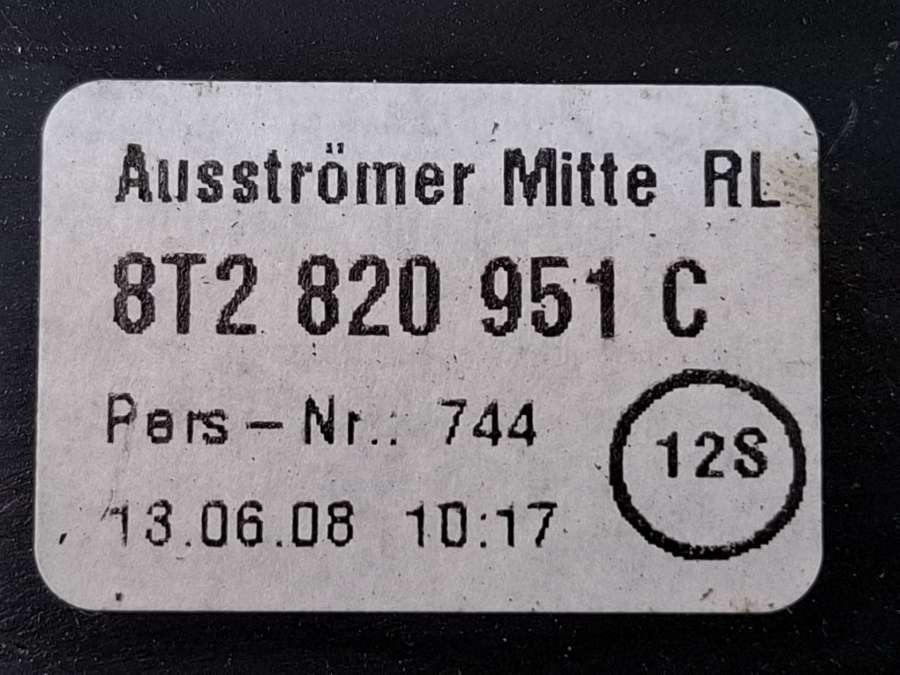 Ausströmer Mitte RL
8T2 820 951 C
Pers-Nr.: 744
12S
13.06.08 10:17